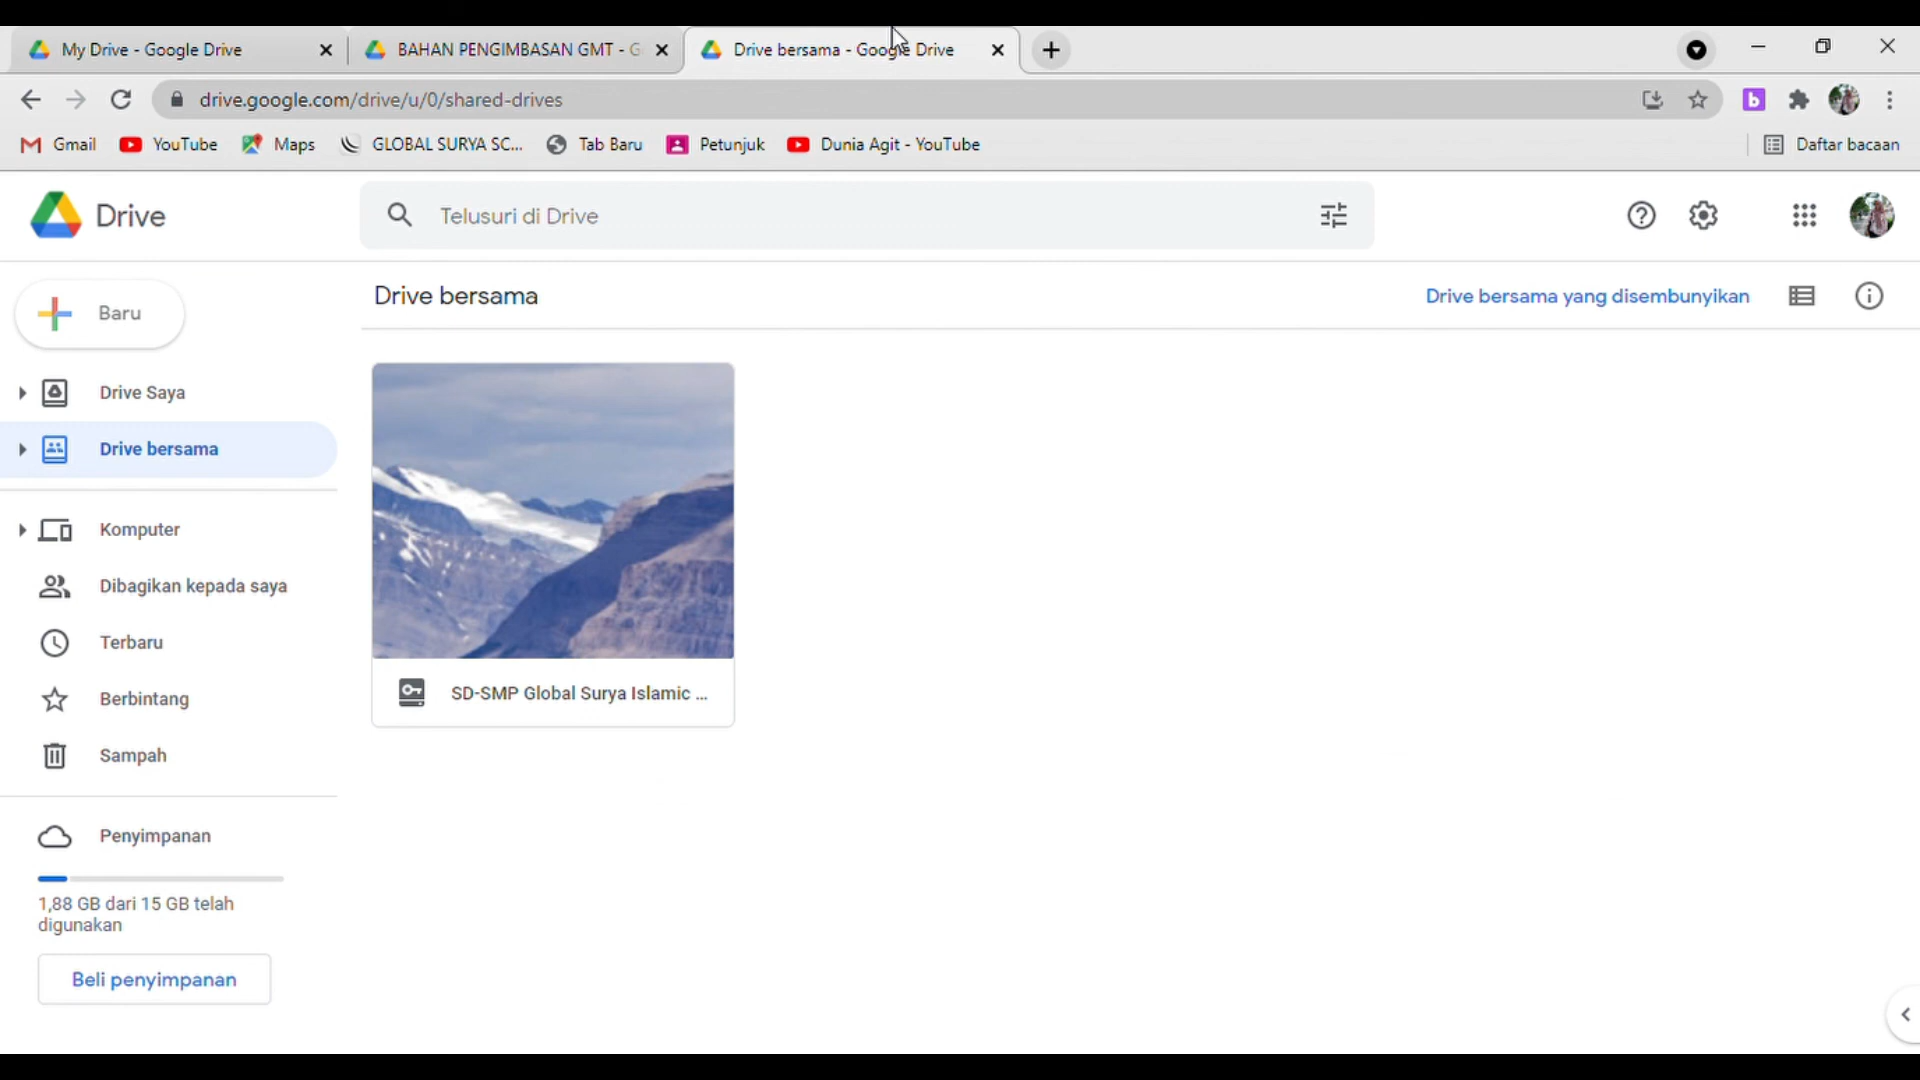 My Drive - Google Drive
BAHAN PENGIMBASAN GMT - G
Drive bersama - Google Drive
drive.google.com/drive/u/0/shared-drives
b
Gmail
YouTube
Maps
GLOBAL SURYA SC...
Tab Baru
Petunjuk
Dunia Agit - YouTube
Daftar bacaan
Drive
Telusuri di Drive
Baru
Drive bersama
Drive bersama yang disembunyikan
Drive Saya
Drive bersama
Komputer
Dibagikan kepada saya
Terbaru
Berbintang
Sampah
SD-SMP Global Surya Islamic ...
Penyimpanan
1,88 GB dari 15 GB telah
digunakan
Beli penyimpanan